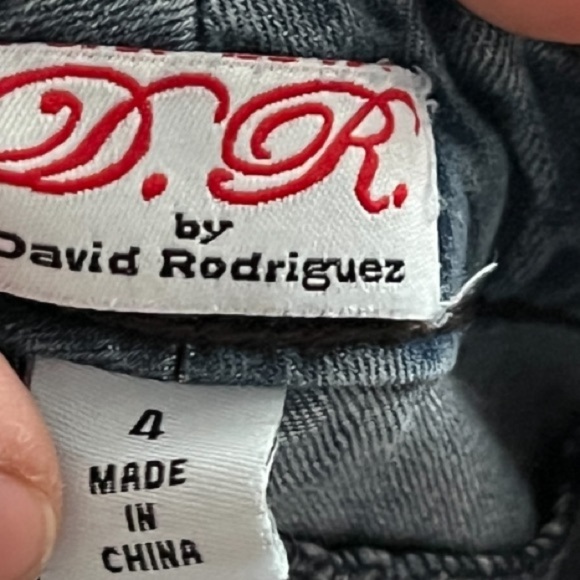 D.R.
by
David Rodriguez
4
MADE
IN
CHINA